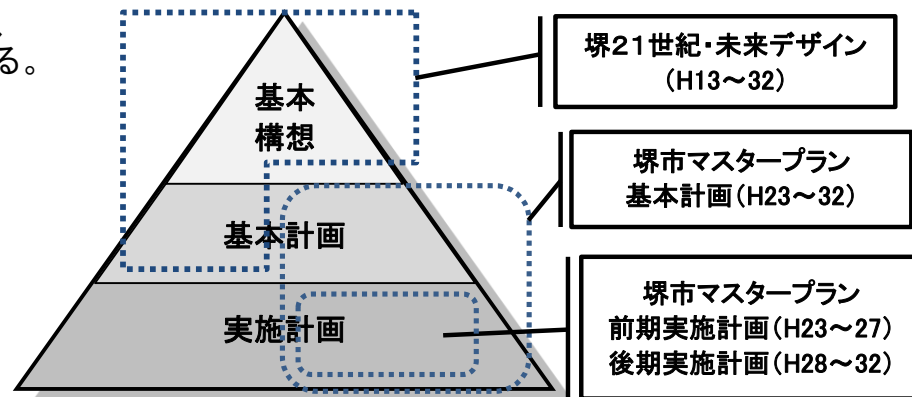 る。
基本
構想
基本計画
実施計画
堺21世紀・未来デザイン
(H13～32)
堺市マスタープラン
基本計画(H23～32)
堺市マスタープラン
前期実施計画(H23～27)
後期実施計画(H28～32)